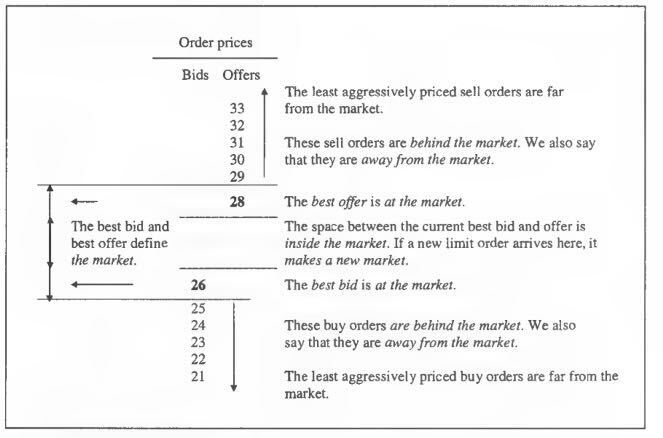 Order prices
Bids Offers
The least aggressively priced sell orders are far
from the market.
33
32
31
These sell orders are behind the market. We also say
that they are away from the market.
30
29
28
The best offer is at the market.
The best bid and
best offer define
the market.
The space between the current best bid and offer is
inside the market. If a new limit order arrives here, it
makes a new market.
26
The best bid is at the market.
25
24
23
These buy orders are behind the market. We also
say that they are away from the market.
22
21
The least aggressively priced buy orders are far from the
market.